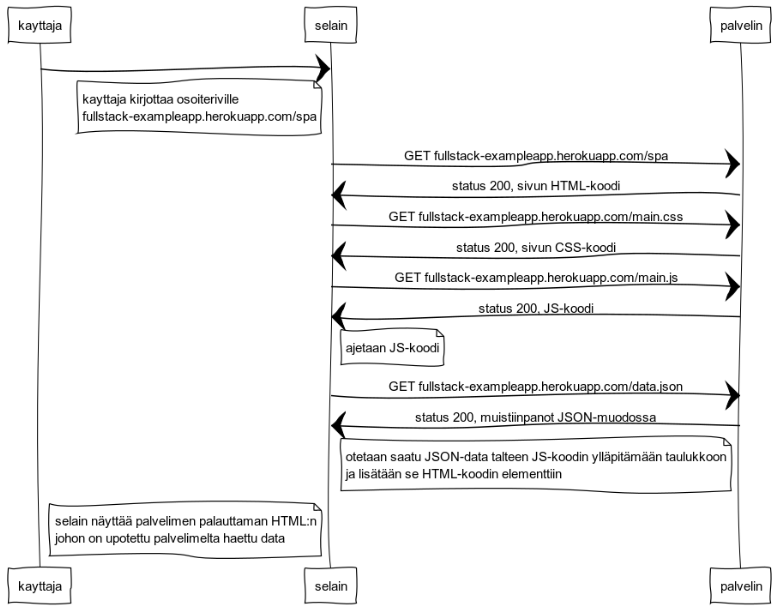 kayttaja
selain
palvelin
kayttaja kirjottaa osoiteriville
fullstack-exampleapp.herokuapp.com/spa
GET fullstack-exampleapp.herokuapp.com/spa
status 200, sivun HTML-koodi
GET fullstack-exampleapp.herokuapp.com/main.css
status 200, sivun CSS-koodi
GET fullstack-exampleapp.herokuapp.com/main.js
status 200, JS-koodi
ajetaan JS-koodi
GET fullstack-exampleapp.herokuapp.com/data.json
status 200, muistiinpanot JSON-muodossa
otetaan saatu JSON-data talteen JS-koodin ylläpitämään taulukkoon
ja lisätään se HTML-koodin elementtiin
selain näyttää palvelimen palauttaman HTML:n
johon on upotettu palvelimelta haettu data
kayttaja
selain
palvelin